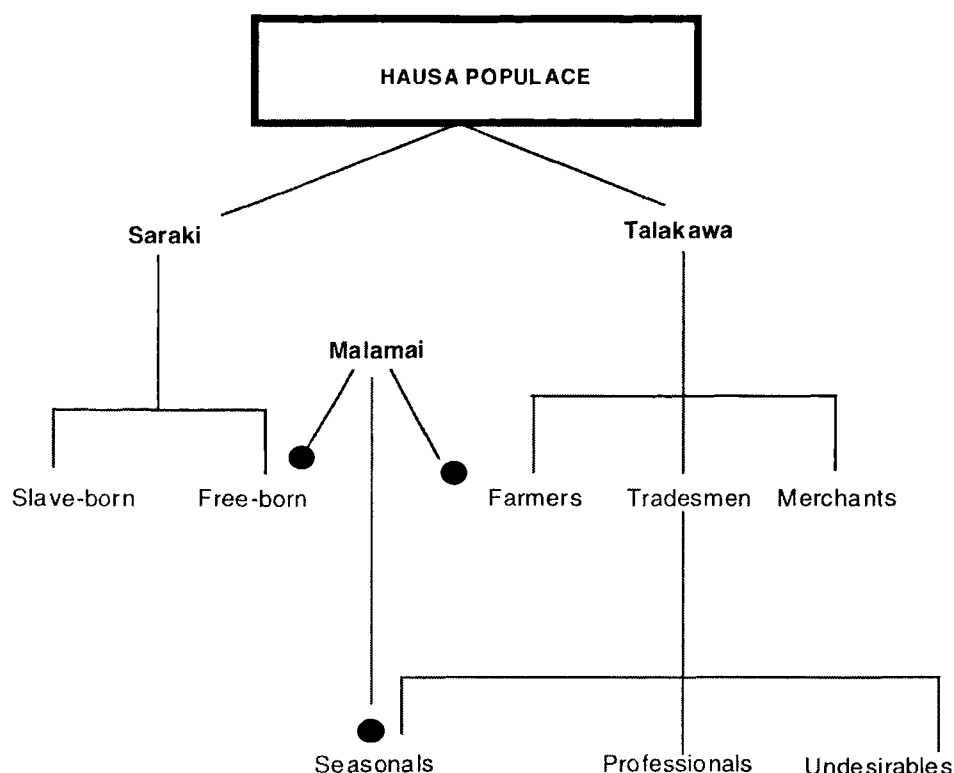 HAUSA POPULACE
Saraki
Talakawa
Malamai
Slave-born
Free-born
Farmers
Tradesmen
Merchants
Seasonals
Professionals
Undesirables